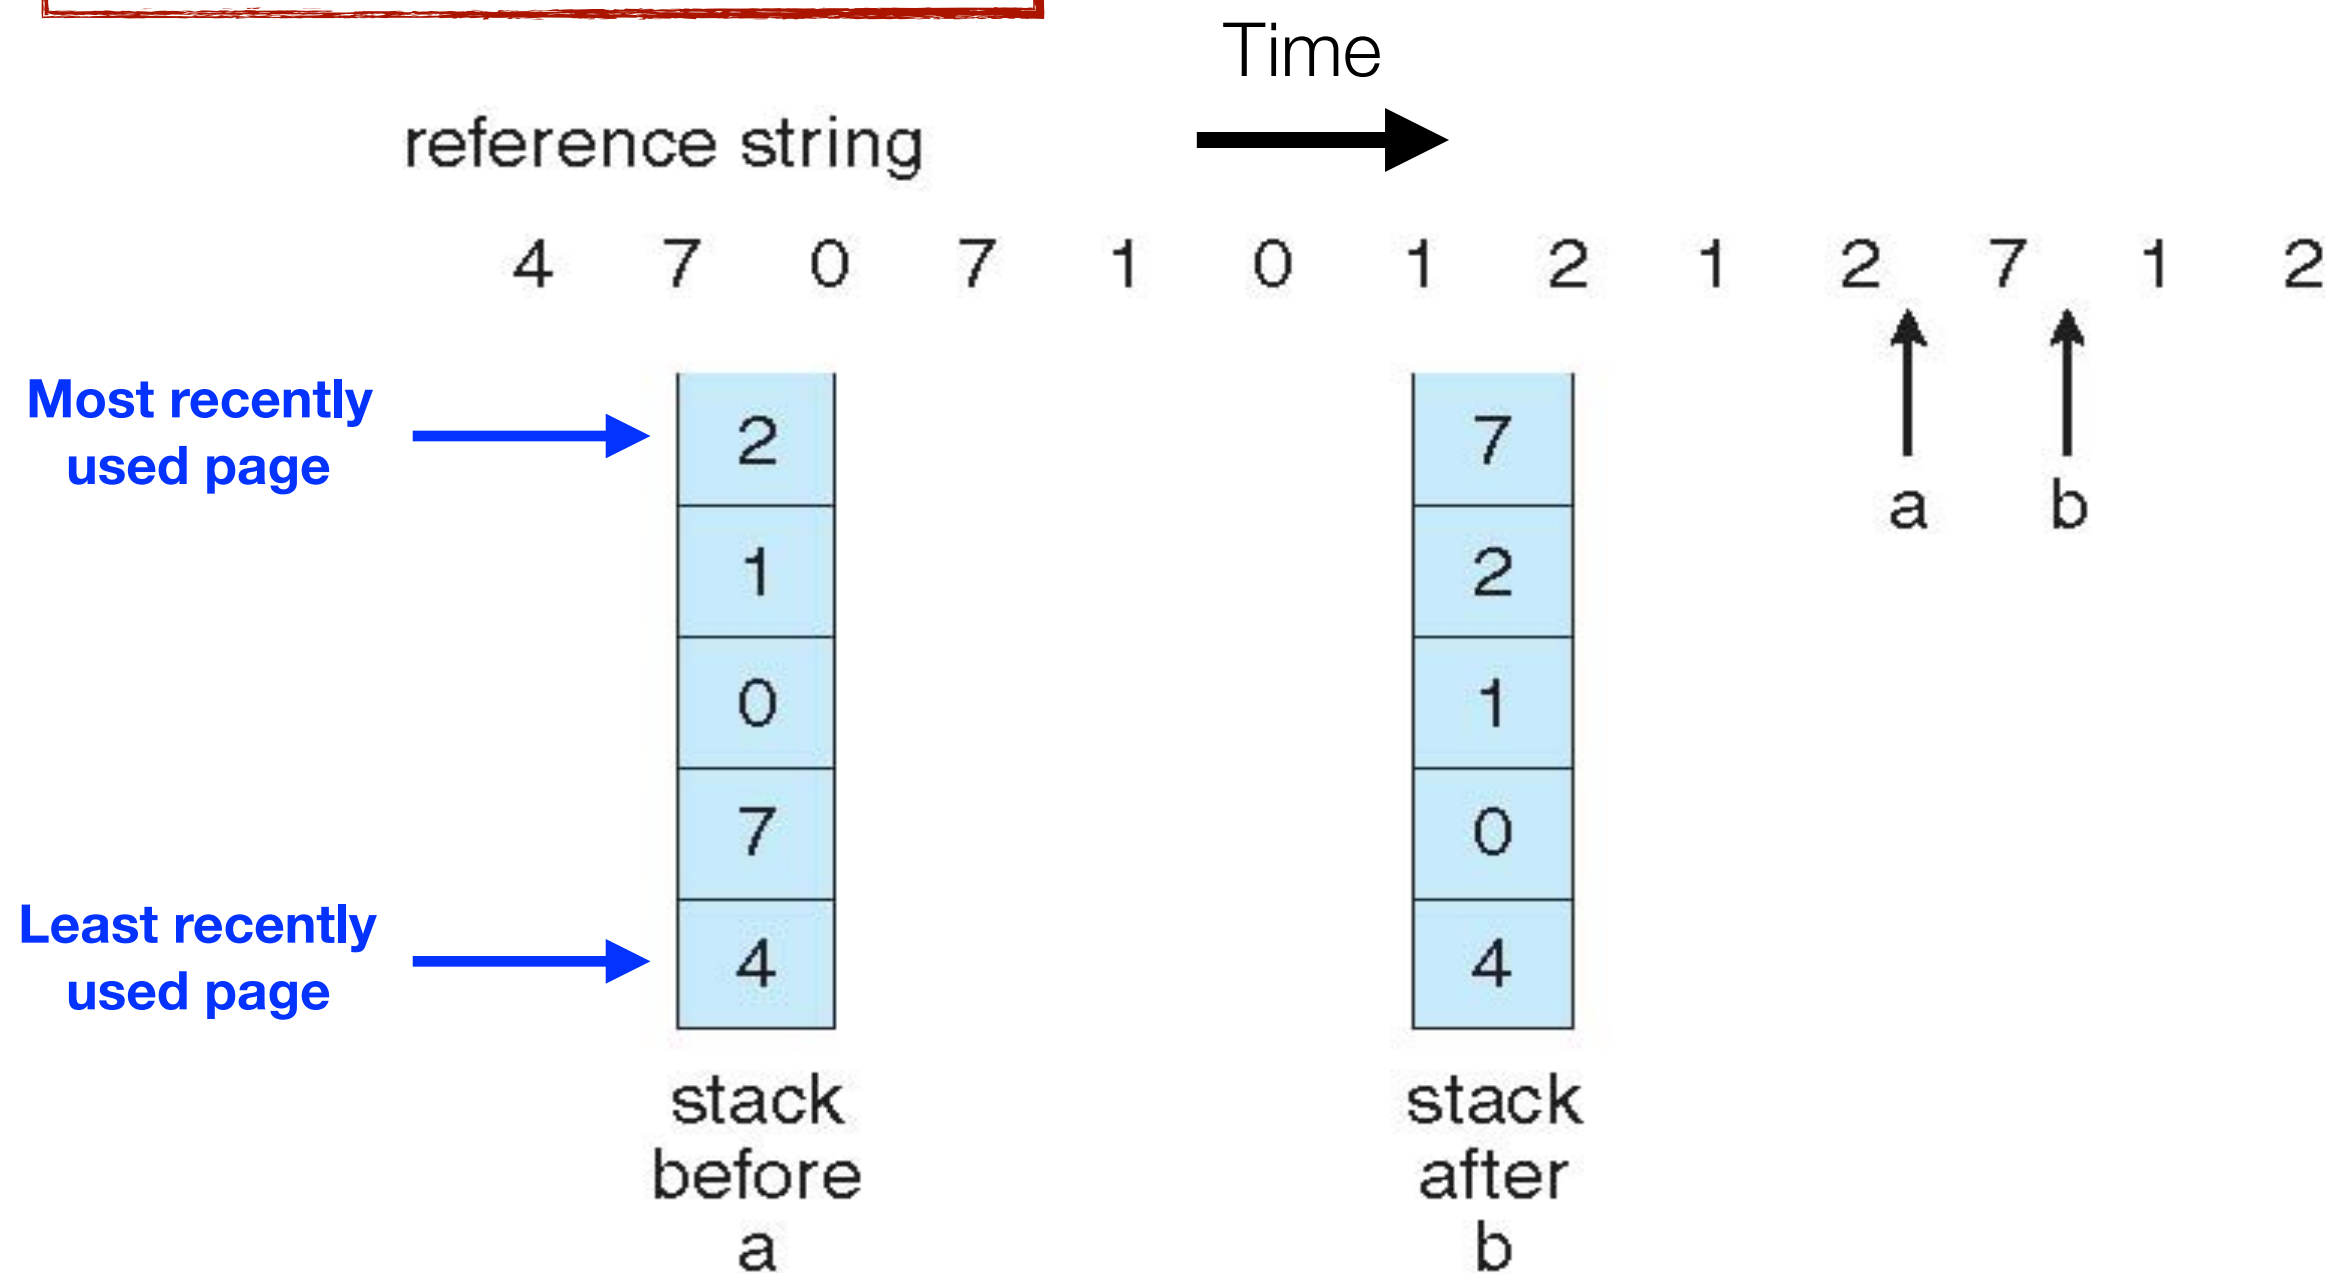 Time
reference string
4 7 0 7 1 0 1 2 1 2 7 1 2
a b
Most recently
used page
2
1
0
7
4
Least recently
used page
stack
before
a
7
2
1
0
4
stack
after
b